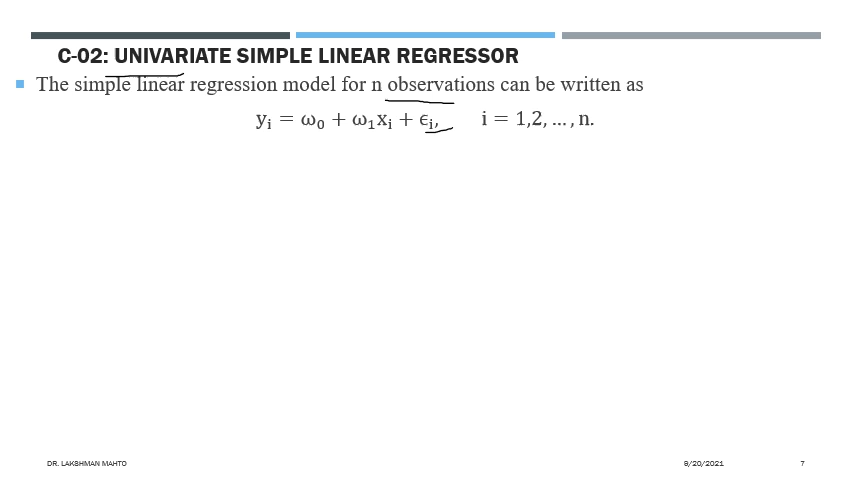 C-02: UNIVARIATE SIMPLE LINEAR REGRESSOR
The simple linear regression model for n observations can be written as
yᵢ = ω₀ + ω₁xᵢ + ϵᵢ, i = 1,2, … , n.
DR. LAKSHMAN MAHTO 9/20/2021 7